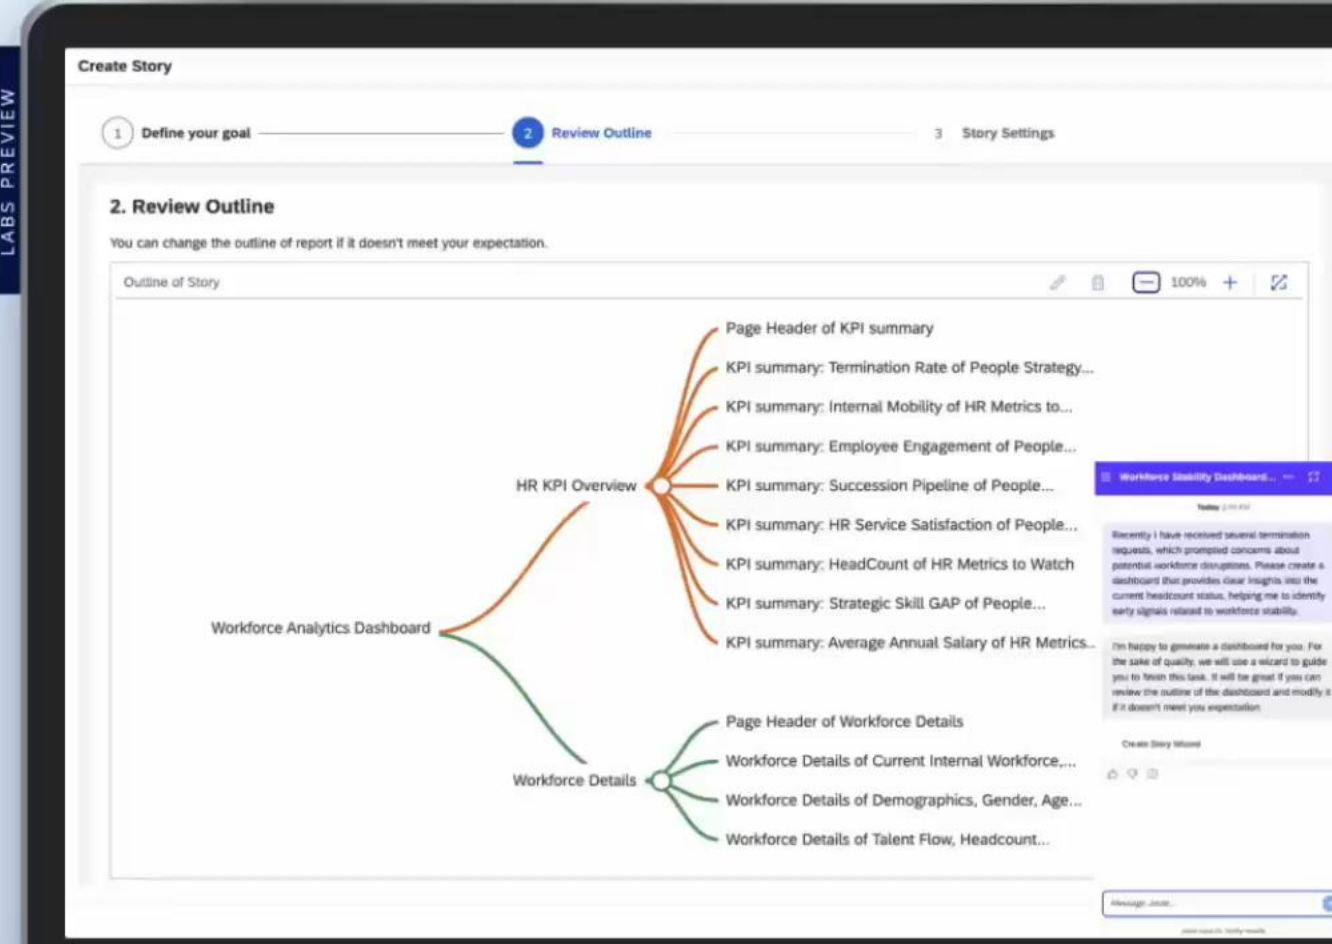 LABS PREVIEW
Create Story
1 Define your goal
2 Review Outline
3 Story Settings
2. Review Outline
You can change the outline of report if it doesn't meet your expectation.
Outline of Story
100%
Page Header of KPI summary
KPI summary: Termination Rate of People Strategy...
KPI summary: Internal Mobility of HR Metrics to...
KPI summary: Employee Engagement of People...
HR KPI Overview
KPI summary: Succession Pipeline of People...
KPI summary: HR Service Satisfaction of People...
KPI summary: HeadCount of HR Metrics to Watch
KPI summary: Strategic Skill GAP of People...
Workforce Analytics Dashboard
KPI summary: Average Annual Salary of HR Metrics...
Page Header of Workforce Details
Workforce Details of Current Internal Workforce,...
Workforce Details
Workforce Details of Demographics, Gender, Age...
Workforce Details of Talent Flow, Headcount...
Workforce Stability Dashboard...
Today
Recently I have received several termination
requests, which prompted concerns about
potential workforce disruptions. Please create a
dashboard that provides clear insights into the
current headcount status, helping me to identify
early signals related to workforce stability.
I'm happy to generate a dashboard for you. For
the sake of quality, we will use a wizard to guide
you to finish this task. It will be great if you can
review the outline of the dashboard and modify it
if it doesn't meet you expectation
Create Story Wizard
Message Joule...